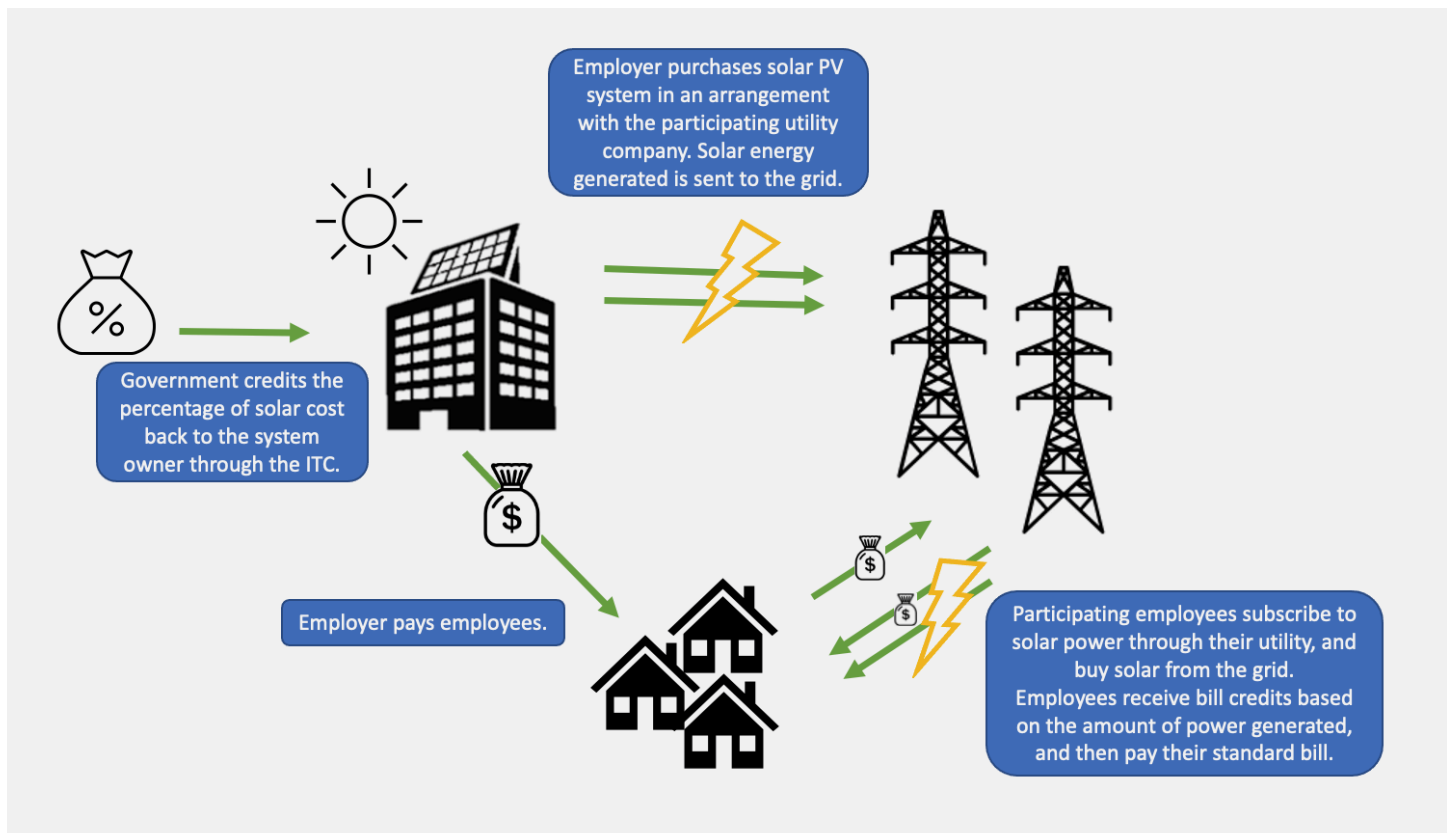 Employer purchases solar PV
system in an arrangement
with the participating utility
company. Solar energy
generated is sent to the grid.
%
Government credits the
percentage of solar cost
back to the system
owner through the ITC.
$
Employer pays employees.
$
$
Participating employees subscribe to
solar power through their utility, and
buy solar from the grid.
Employees receive bill credits based
on the amount of power generated,
and then pay their standard bill.